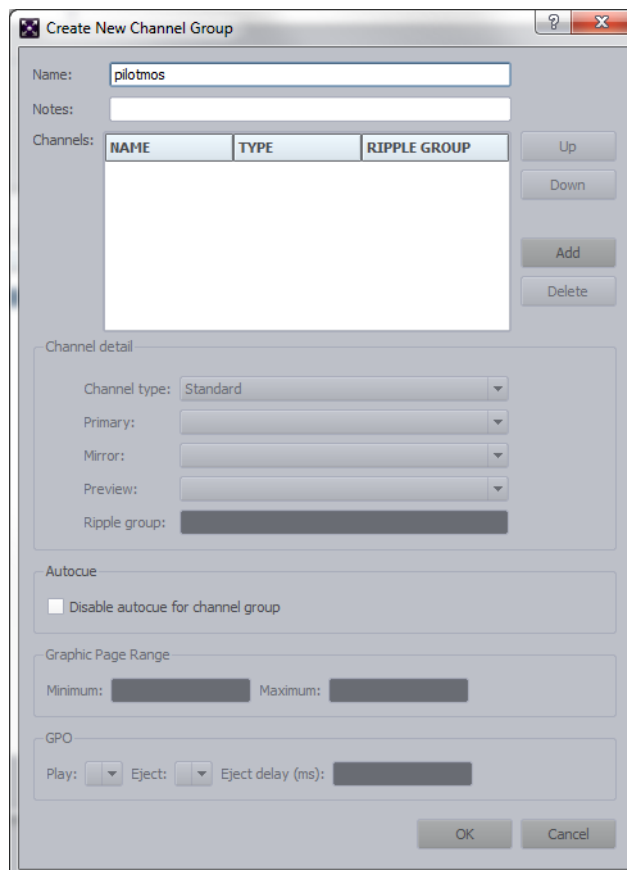 Create New Channel Group
?
Name: pilotmos
Notes:
Channels: NAME TYPE RIPPLE GROUP Up
Down
Add
Delete
Channel detail
Channel type: Standard
Primary:
Mirror:
Preview:
Ripple group:
Autocue
Disable autocue for channel group
Graphic Page Range
Minimum: Maximum:
GPO
Play: Eject: Eject delay (ms):
OK Cancel